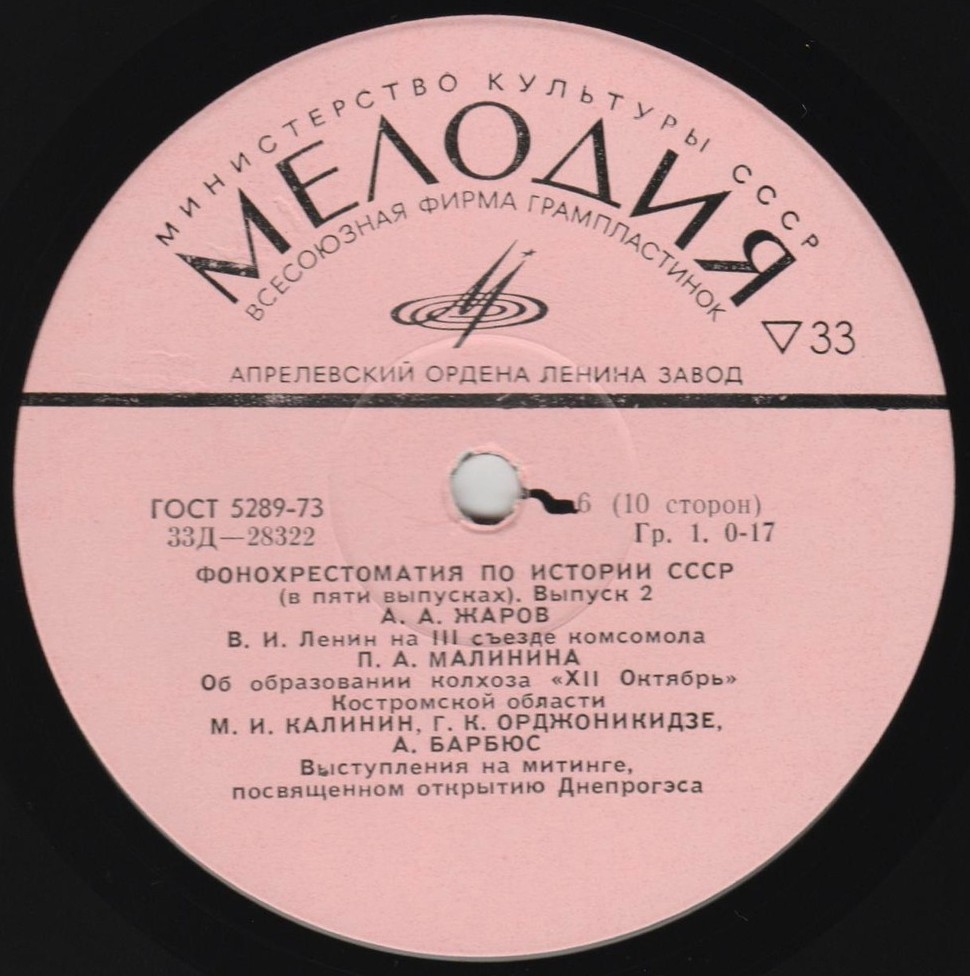 МИНИСТЕРСТВО КУЛЬТУРЫ СССР
МЕЛОДИЯ
ВСЕСОЮЗНАЯ ФИРМА ГРАМПЛАСТИНОК
33
АПРЕЛЕВСКИЙ ОРДЕНА ЛЕНИНА ЗАВОД
ГОСТ 5289-73
6 (10 сторон)
33Д—28322
Гр. 1. 0-17
ФОНОХРЕСТОМАТИЯ ПО ИСТОРИИ СССР
(в пяти выпусках). Выпуск 2
А. А. ЖАРОВ
В. И. Ленин на III съезде комсомола
П. А. МАЛИНИНА
Об образовании колхоза «XII Октябрь»
Костромской области
М. И. КАЛИНИН, Г. К. ОРДЖОНИКИДЗЕ,
А. БАРБЮС
Выступления на митинге,
посвященном открытию Днепрогэса